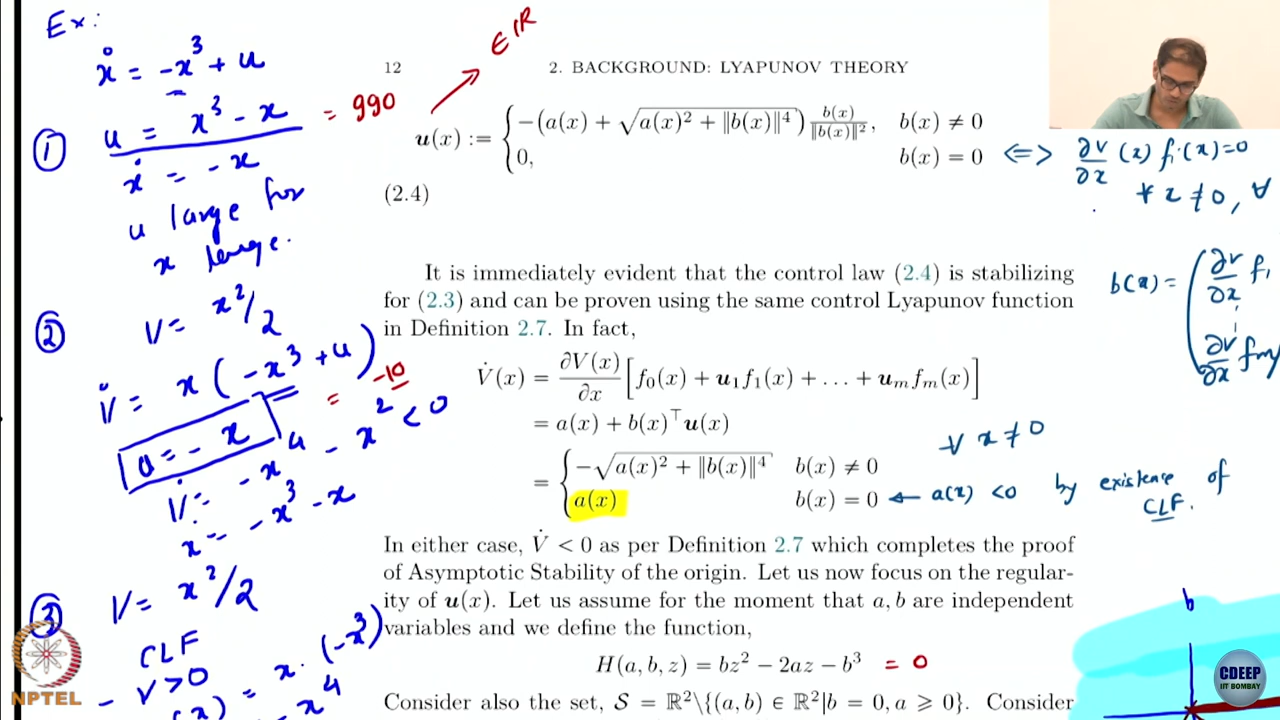 Ex:
ẋ = -x³ + u
① u = x³ - x = 990
ẋ = -x
u large for
x large.
② V = x²/2
V̇ = x(-x³ + u)
u = -x = -10
V̇ = -x⁴ - x² < 0
ẋ = -x³ - x
③ V = x²/2
CLF
- V > 0
(x) = x·(-x³)
- x⁴
12 2. BACKGROUND: LYAPUNOV THEORY
∈ ℝ
u(x) := { -(a(x) + √(a(x)² + ‖b(x)‖⁴)) b(x)/‖b(x)‖², b(x) ≠ 0
0, b(x) = 0 ⟺ ∂V/∂x (x) fᵢ(x) = 0
∀ x ≠ 0, ∀
(2.4)
b(x) = ( ∂V/∂x f₁
⋮
∂V/∂x fm
It is immediately evident that the control law (2.4) is stabilizing
for (2.3) and can be proven using the same control Lyapunov function
in Definition 2.7. In fact,
V̇(x) = ∂V(x)/∂x [f₀(x) + u₁f₁(x) + ... + uₘfₘ(x)]
= a(x) + b(x)ᵀu(x)
= { -√(a(x)² + ‖b(x)‖⁴) b(x) ≠ 0
a(x) b(x) = 0 ← a(x) < 0 by existence of
CLF.
∀ x ≠ 0
In either case, V̇ < 0 as per Definition 2.7 which completes the proof
of Asymptotic Stability of the origin. Let us now focus on the regular-
ity of u(x). Let us assume for the moment that a, b are independent
variables and we define the function,
H(a, b, z) = bz² − 2az − b³ = 0
Consider also the set, S = ℝ²\{(a, b) ∈ ℝ²|b = 0, a ⩾ 0}. Consider
b
NPTEL
CDEEP
IIT BOMBAY